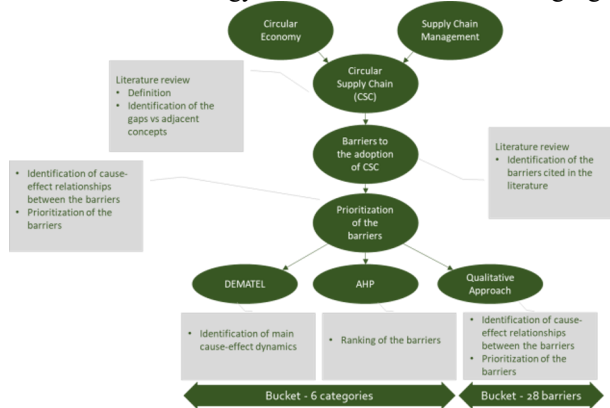 Circular
Economy
Supply Chain
Management
Literature review
• Definition
• Identification of the
gaps vs adjacent
concepts
Circular
Supply Chain
(CSC)
Barriers to
the adoption
of CSC
Literature review
• Identification of the
barriers cited in the
literature
• Identification of cause-
effect relationships
between the barriers
• Prioritization of the
barriers
Prioritization
of the
barriers
DEMATEL
AHP
Qualitative
Approach
• Identification of main
cause-effect dynamics
• Ranking of the barriers
• Identification of cause-
effect relationships
between the barriers
• Prioritization of the
barriers
Bucket - 6 categories
Bucket - 28 barriers